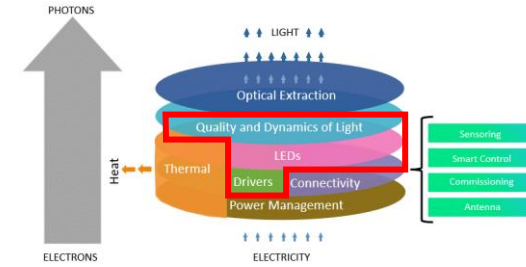 PHOTONS
LIGHT
Optical Extraction
Quality and Dynamics of Light
LEDs
Thermal
Heat
Drivers
Connectivity
Power Management
Sensoring
Smart Control
Commissioning
Antenna
ELECTRONS
ELECTRICITY